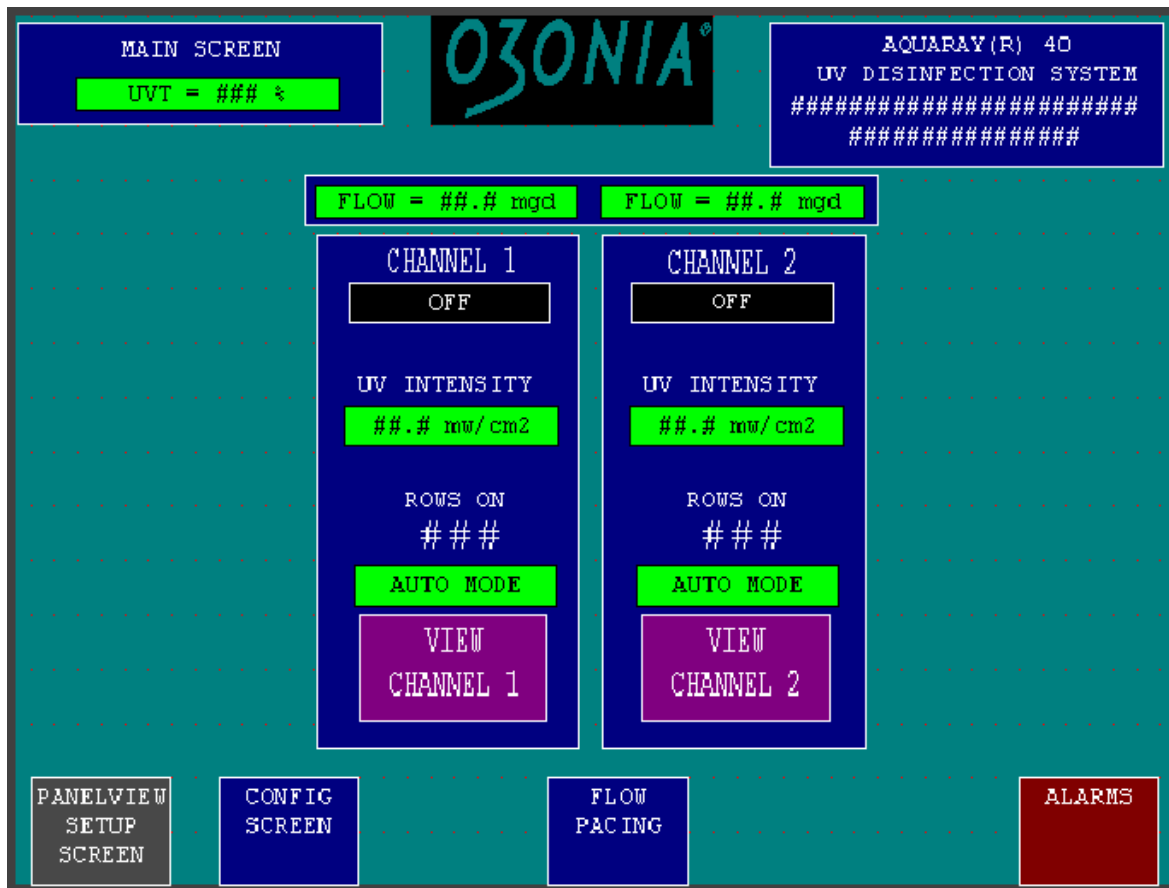 MAIN SCREEN
UVT = ### %
OZONIA®
AQUARAY(R) 40
UV DISINFECTION SYSTEM
########################
################
FLOW = ##.# mgd
FLOW = ##.# mgd
CHANNEL 1
OFF
UV INTENSITY
##.# mw/cm2
ROWS ON
###
AUTO MODE
VIEW
CHANNEL 1
CHANNEL 2
OFF
UV INTENSITY
##.# mw/cm2
ROWS ON
###
AUTO MODE
VIEW
CHANNEL 2
PANELVIEW
SETUP
SCREEN
CONFIG
SCREEN
FLOW
PACING
ALARMS